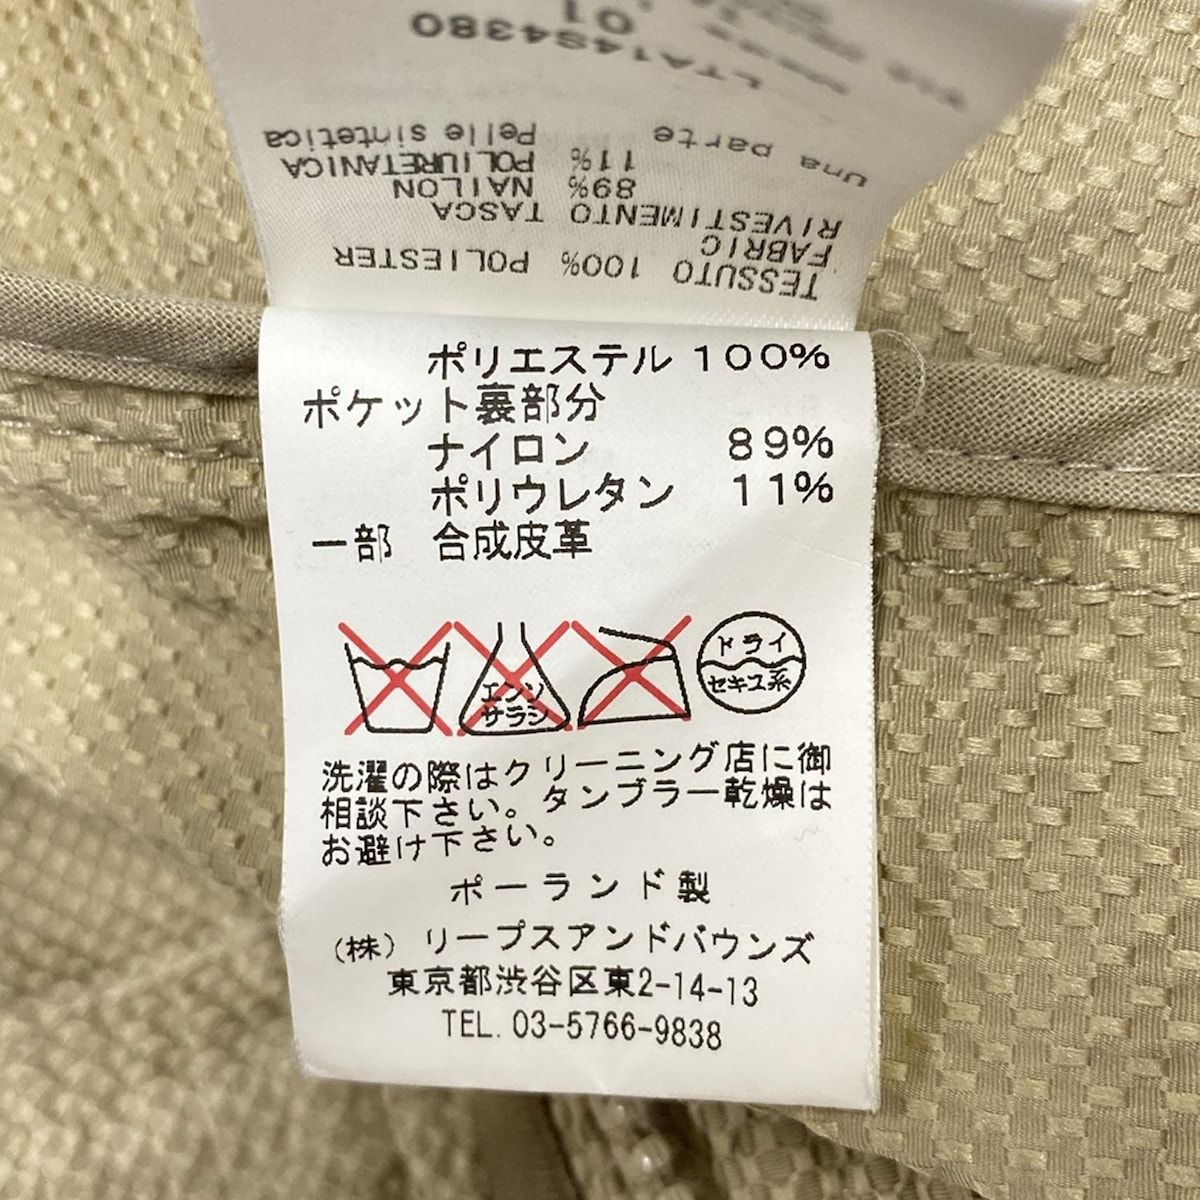 TESSUTO 100% POLIESTER
FABRIC
RIVESTIMENTO TASCA
89% NAILON
11% POLIURETANICA
Una parte Pelle sintetica
LTA14S4380
01
ポリエステル 100%
ポケット裏部分
ナイロン 89%
ポリウレタン 11%
一部 合成皮革
エンソ
サラシ
ドライ
セキユ系
洗濯の際はクリーニング店に御
相談下さい。タンブラー乾燥は
お避け下さい。
ポーランド製
(株)リープスアンドバウンズ
東京都渋谷区東2-14-13
TEL. 03-5766-9838